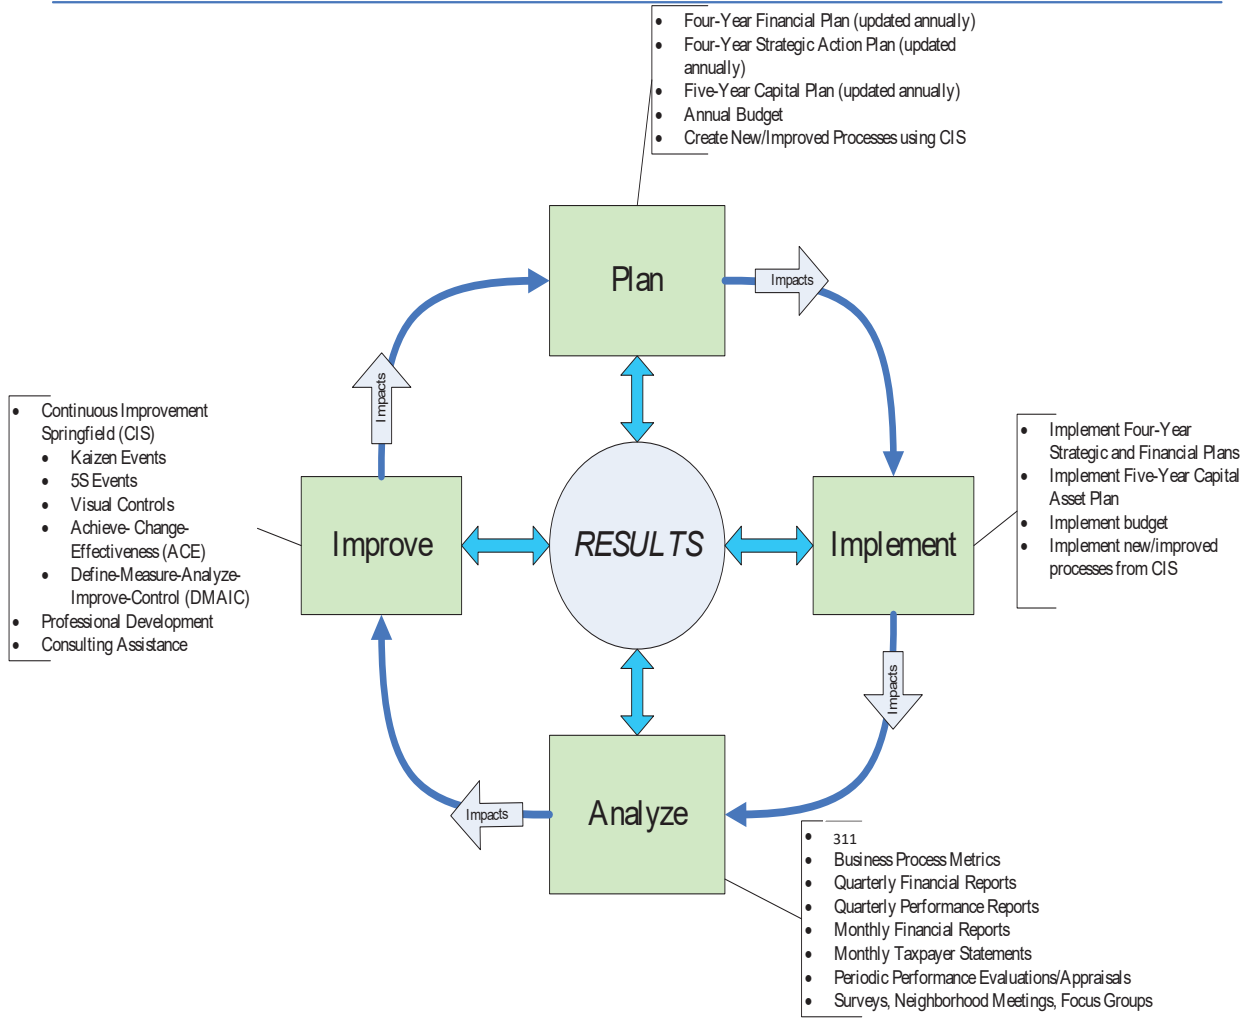 • Four-Year Financial Plan (updated annually)
• Four-Year Strategic Action Plan (updated
annually)
• Five-Year Capital Plan (updated annually)
• Annual Budget
• Create New/Improved Processes using CIS
Plan
Impacts
Impacts
• Continuous Improvement
Springfield (CIS)
• Kaizen Events
• 5S Events
• Visual Controls
• Achieve- Change-
Effectiveness (ACE)
• Define-Measure-Analyze-
Improve-Control (DMAIC)
• Professional Development
• Consulting Assistance
Improve
RESULTS
Implement
• Implement Four-Year
Strategic and Financial Plans
• Implement Five-Year Capital
Asset Plan
• Implement budget
• Implement new/improved
processes from CIS
Impacts
Impacts
Analyze
• 311
• Business Process Metrics
• Quarterly Financial Reports
• Quarterly Performance Reports
• Monthly Financial Reports
• Monthly Taxpayer Statements
• Periodic Performance Evaluations/Appraisals
• Surveys, Neighborhood Meetings, Focus Groups